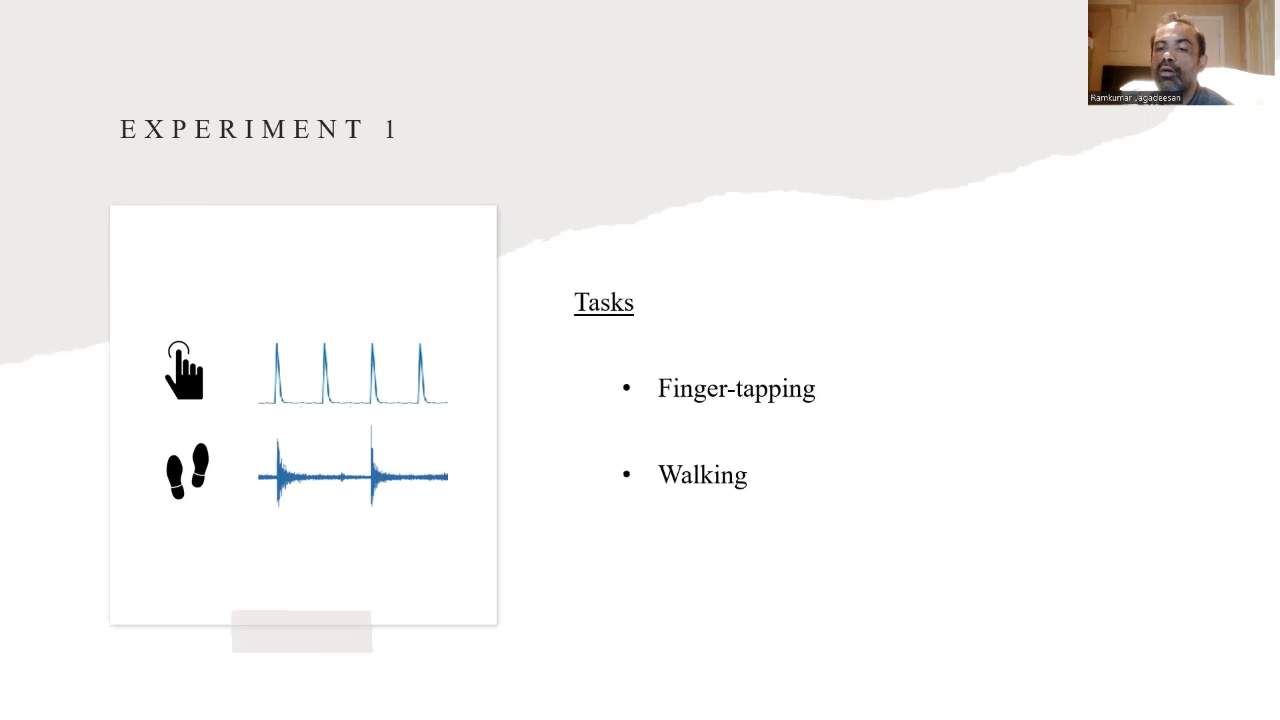 EXPERIMENT 1
Ramkumar Jagadeesan
Tasks
• Finger-tapping
• Walking